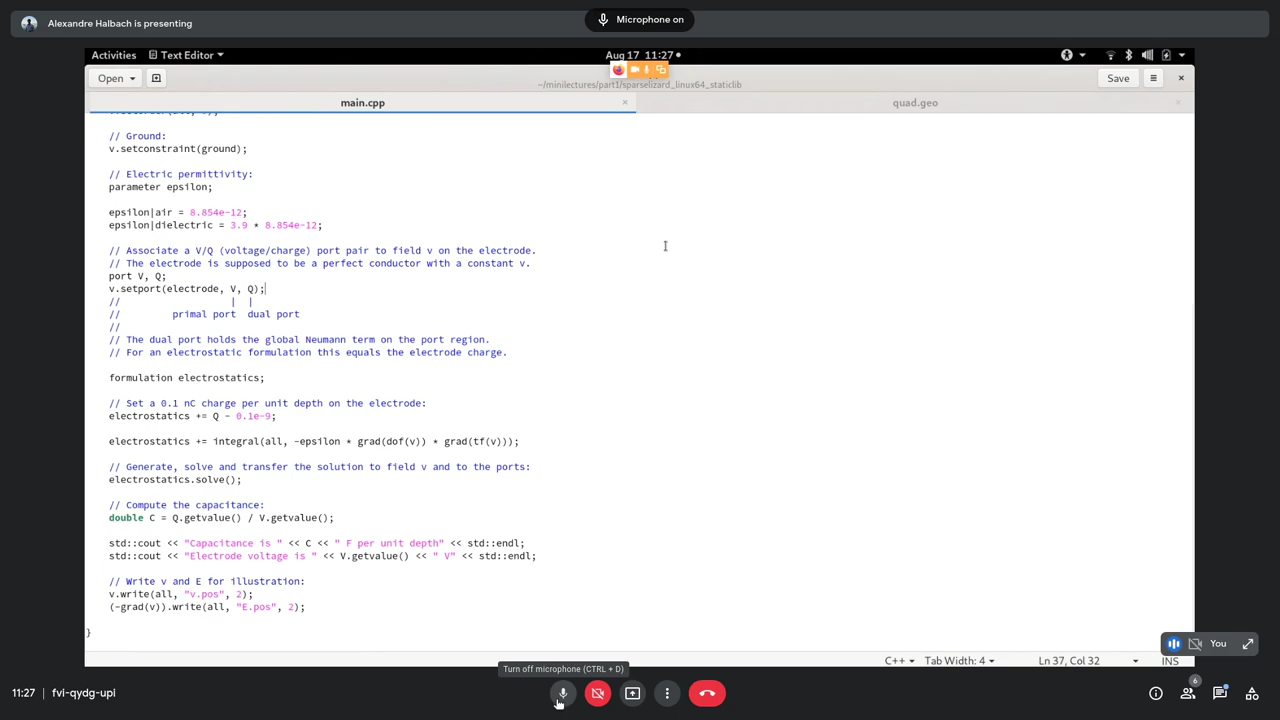 Alexandre Halbach is presenting
Microphone on
Activities Text Editor Aug 17 11:27
Open Save
~/minilectures/part1/sparselizard_linux64_staticlib
main.cpp quad.geo
// Ground:
v.setconstraint(ground);
// Electric permittivity:
parameter epsilon;
epsilon|air = 8.854e-12;
epsilon|dielectric = 3.9 * 8.854e-12;
// Associate a V/Q (voltage/charge) port pair to field v on the electrode.
// The electrode is supposed to be a perfect conductor with a constant v.
port V, Q;
v.setport(electrode, V, Q);
// | |
// primal port dual port
//
// The dual port holds the global Neumann term on the port region.
// For an electrostatic formulation this equals the electrode charge.
formulation electrostatics;
// Set a 0.1 nC charge per unit depth on the electrode:
electrostatics += Q - 0.1e-9;
electrostatics += integral(all, -epsilon * grad(dof(v)) * grad(tf(v)));
// Generate, solve and transfer the solution to field v and to the ports:
electrostatics.solve();
// Compute the capacitance:
double C = Q.getvalue() / V.getvalue();
std::cout << "Capacitance is " << C << " F per unit depth" << std::endl;
std::cout << "Electrode voltage is " << V.getvalue() << " V" << std::endl;
// Write v and E for illustration:
v.write(all, "v.pos", 2);
(-grad(v)).write(all, "E.pos", 2);
}
You
C++ Tab Width: 4 Ln 37, Col 32 INS
Turn off microphone (CTRL + D)
11:27 fvi-qydg-upi
6